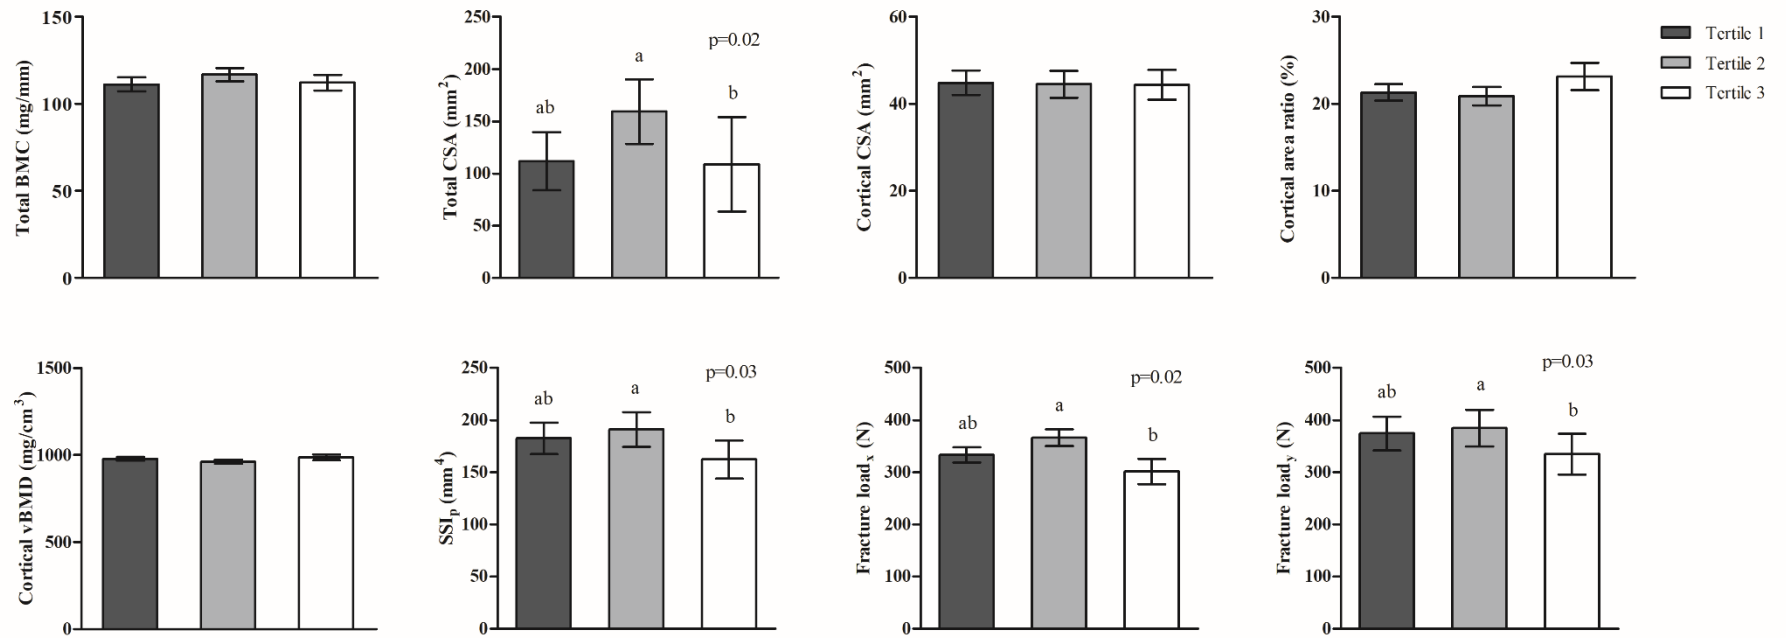 Total BMC (mg/mm)
150
100
50
0
Total CSA (mm²)
250
200
150
100
50
0
ab
a
b
p=0.02
Cortical CSA (mm²)
60
40
20
0
Cortical area ratio (%)
30
20
10
0
Tertile 1
Tertile 2
Tertile 3
Cortical vBMD (mg/cm³)
1500
1000
500
0
SSIₚ (mm⁴)
250
200
150
100
50
0
ab
a
b
p=0.03
Fracture loadₓ (N)
500
400
300
200
100
0
ab
a
b
p=0.02
Fracture load_y (N)
500
400
300
200
100
0
ab
a
b
p=0.03